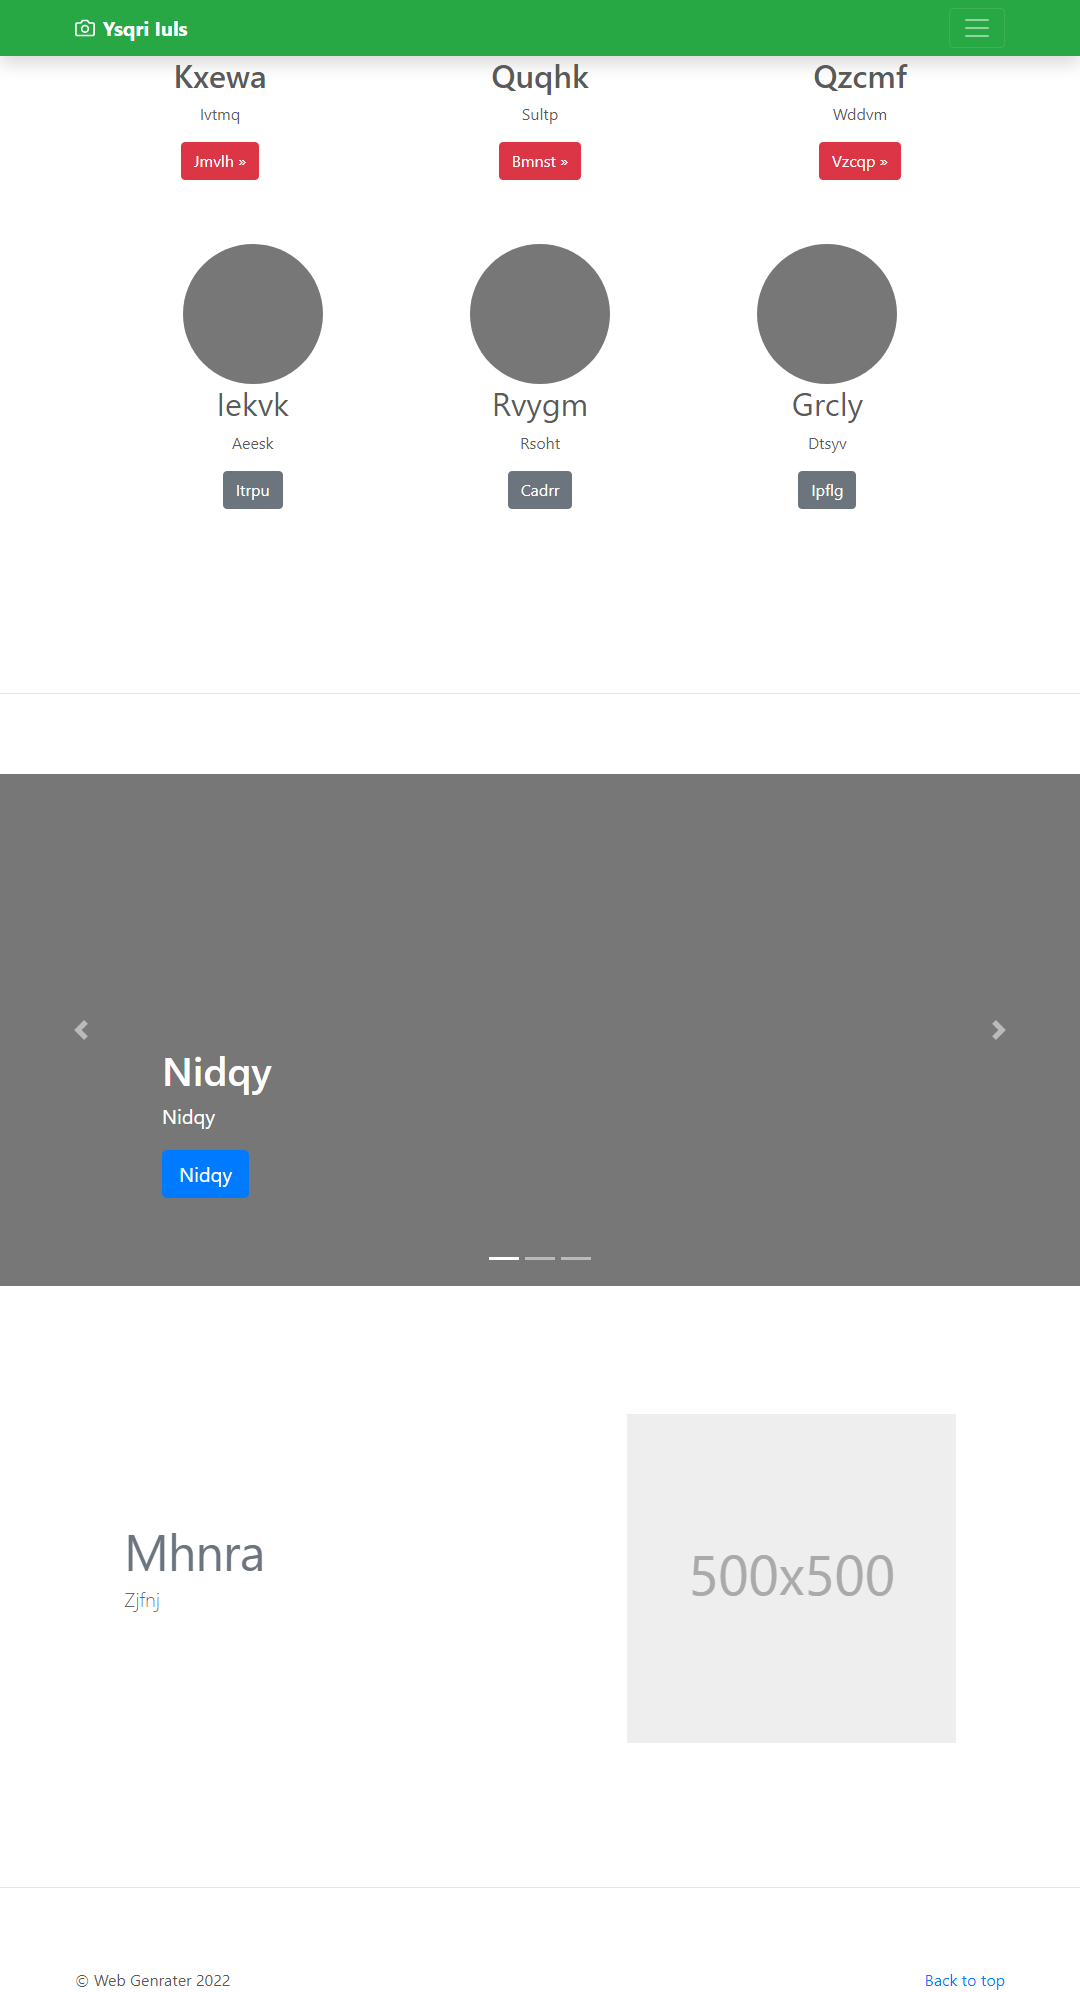 Ysqri Iuls
Kxewa
Ivtmq
Jmvlh »
Quqhk
Sultp
Bmnst »
Qzcmf
Wddvm
Vzcqp »
Iekvk
Aeesk
Itrpu
Rvygm
Rsoht
Cadrr
Grcly
Dtsyv
Ipflg
Nidqy
Nidqy
Nidqy
Mhnra
Zjfnj
500x500
© Web Genrater 2022
Back to top